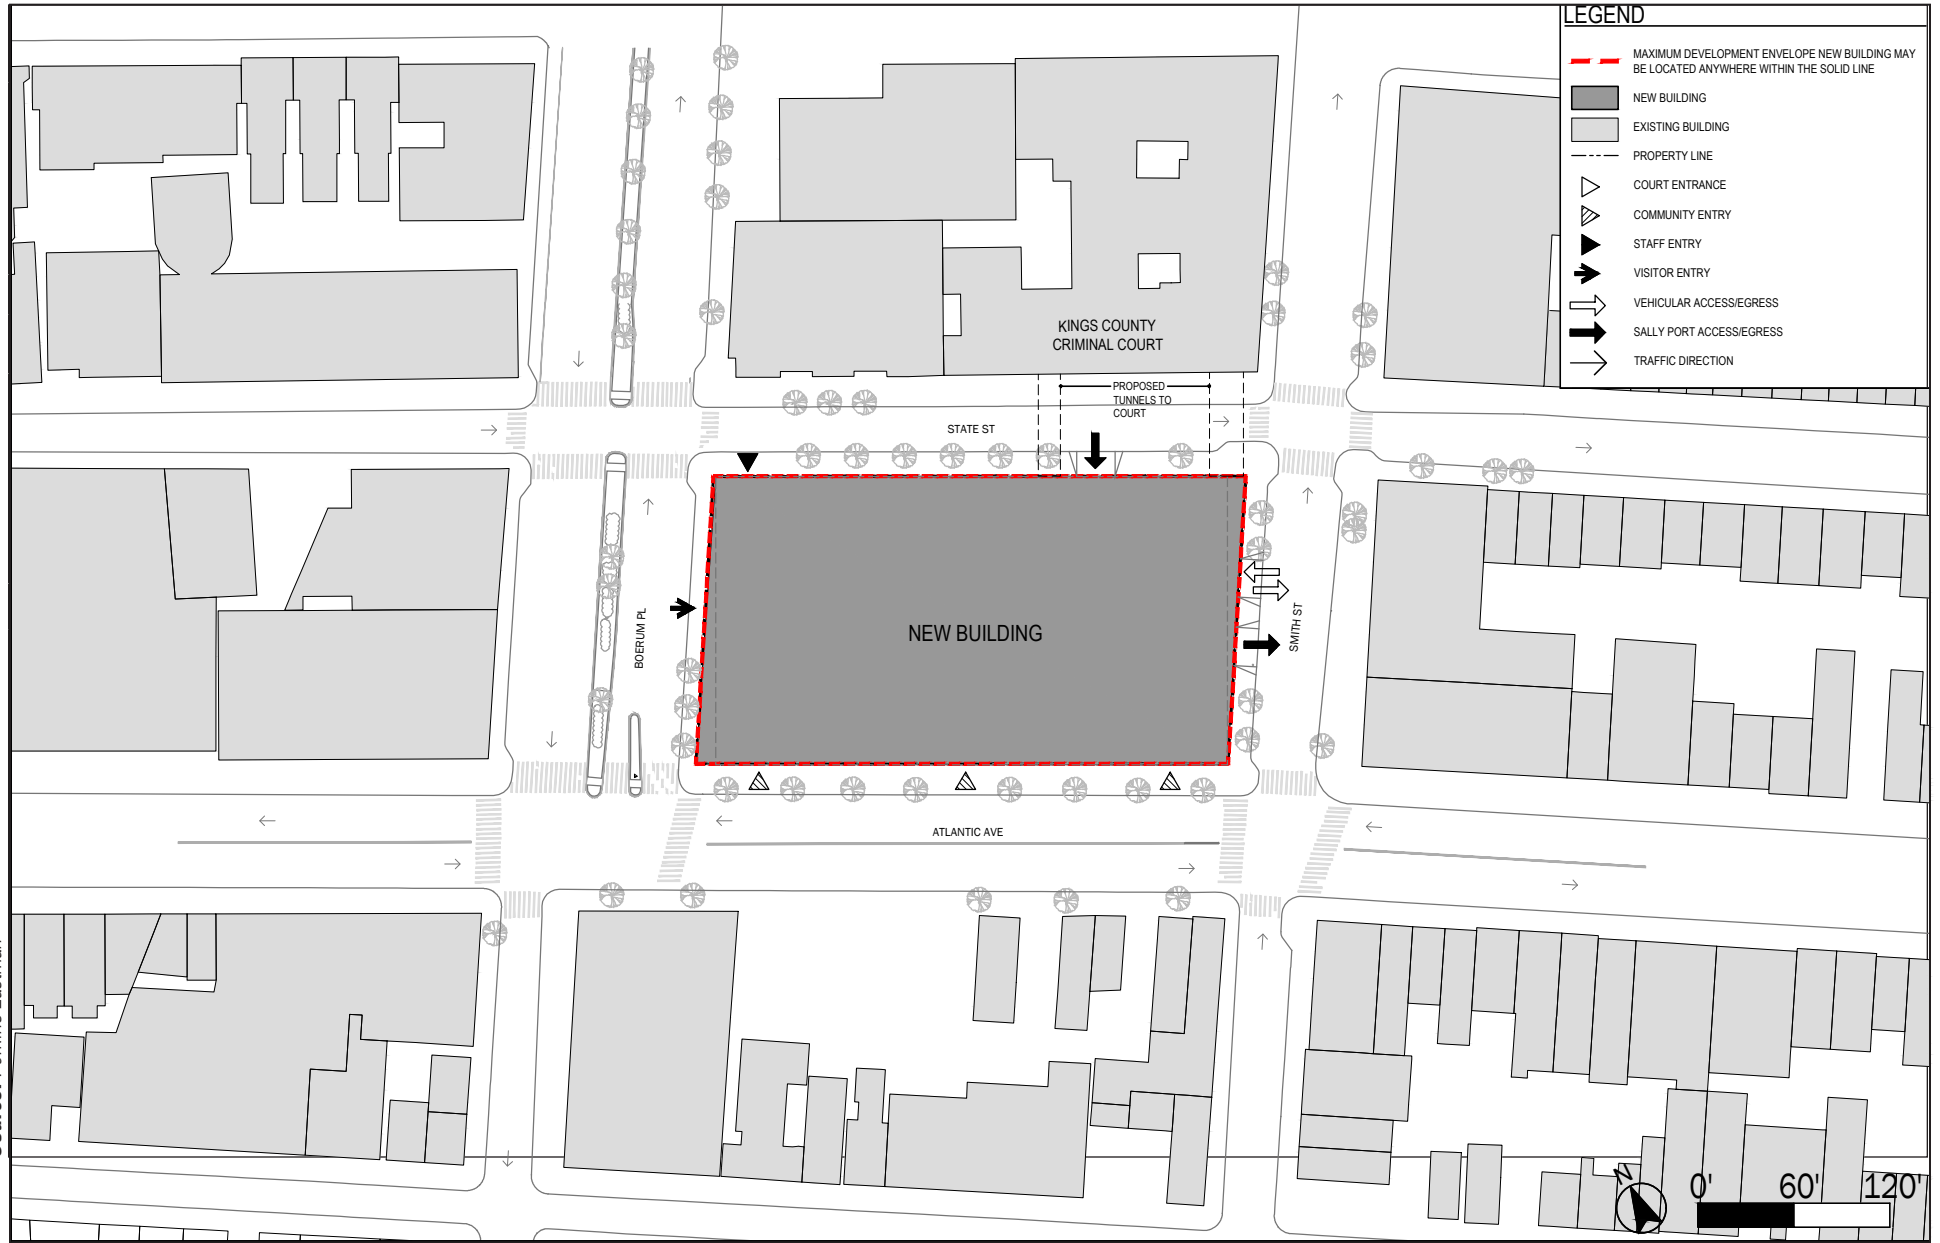 LEGEND
MAXIMUM DEVELOPMENT ENVELOPE NEW BUILDING MAY
BE LOCATED ANYWHERE WITHIN THE SOLID LINE
NEW BUILDING
EXISTING BUILDING
PROPERTY LINE
COURT ENTRANCE
COMMUNITY ENTRY
STAFF ENTRY
VISITOR ENTRY
VEHICULAR ACCESS/EGRESS
SALLY PORT ACCESS/EGRESS
TRAFFIC DIRECTION
KINGS COUNTY
CRIMINAL COURT
PROPOSED
TUNNELS TO
COURT
STATE ST
BOERUM PL
NEW BUILDING
SMITH ST
ATLANTIC AVE
N
0' 60' 120'